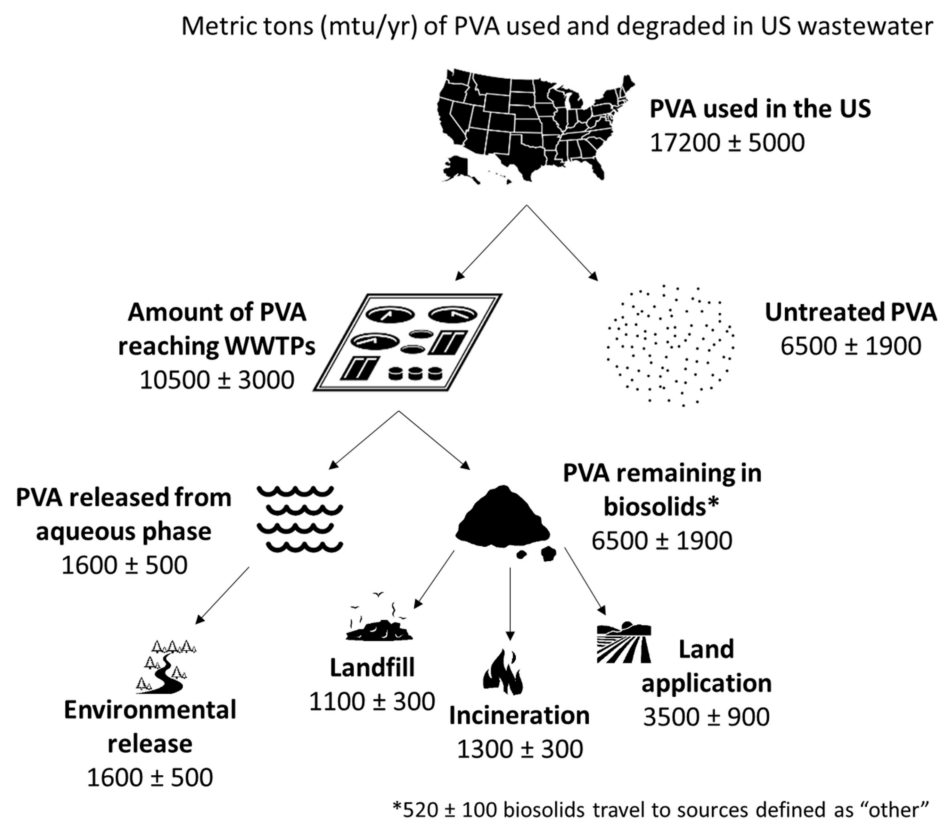 Metric tons (mtu/yr) of PVA used and degraded in US wastewater
PVA used in the US
17200 ± 5000
Amount of PVA
reaching WWTPs
10500 ± 3000
Untreated PVA
6500 ± 1900
PVA released from
aqueous phase
1600 ± 500
PVA remaining in
biosolids*
6500 ± 1900
Environmental
release
1600 ± 500
Landfill
1100 ± 300
Incineration
1300 ± 300
Land
application
3500 ± 900
*520 ± 100 biosolids travel to sources defined as “other”